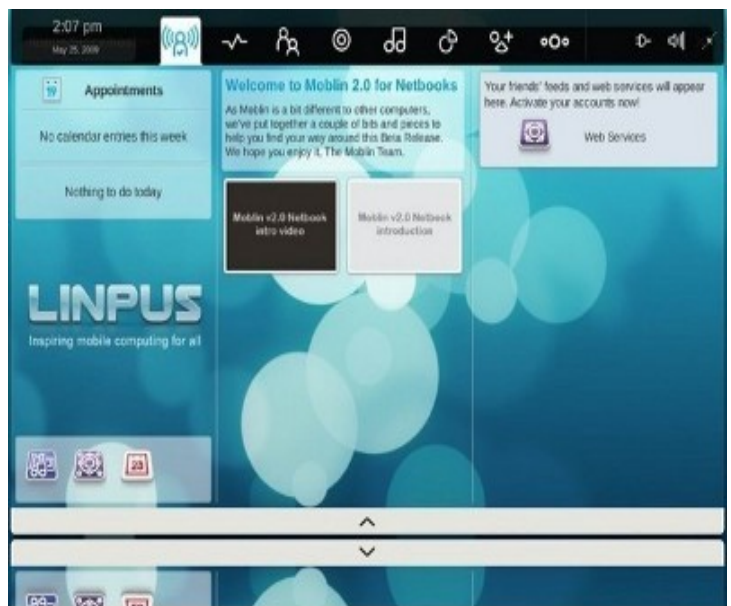 2:07 pm
May 25, 2009
19
Appointments
No calendar entries this week
Nothing to do today
LINPUS
Inspiring mobile computing for all
23
Welcome to Moblin 2.0 for Netbooks
As Moblin is a bit different to other computers,
we've put together a couple of bits and pieces to
help you find your way around this Beta Release.
We hope you enjoy it, The Moblin Team.
Moblin v2.0 Netbook
intro video
Moblin v2.0 Netbook
introduction
Your friends' feeds and web services will appear
here. Activate your accounts now!
Web Services